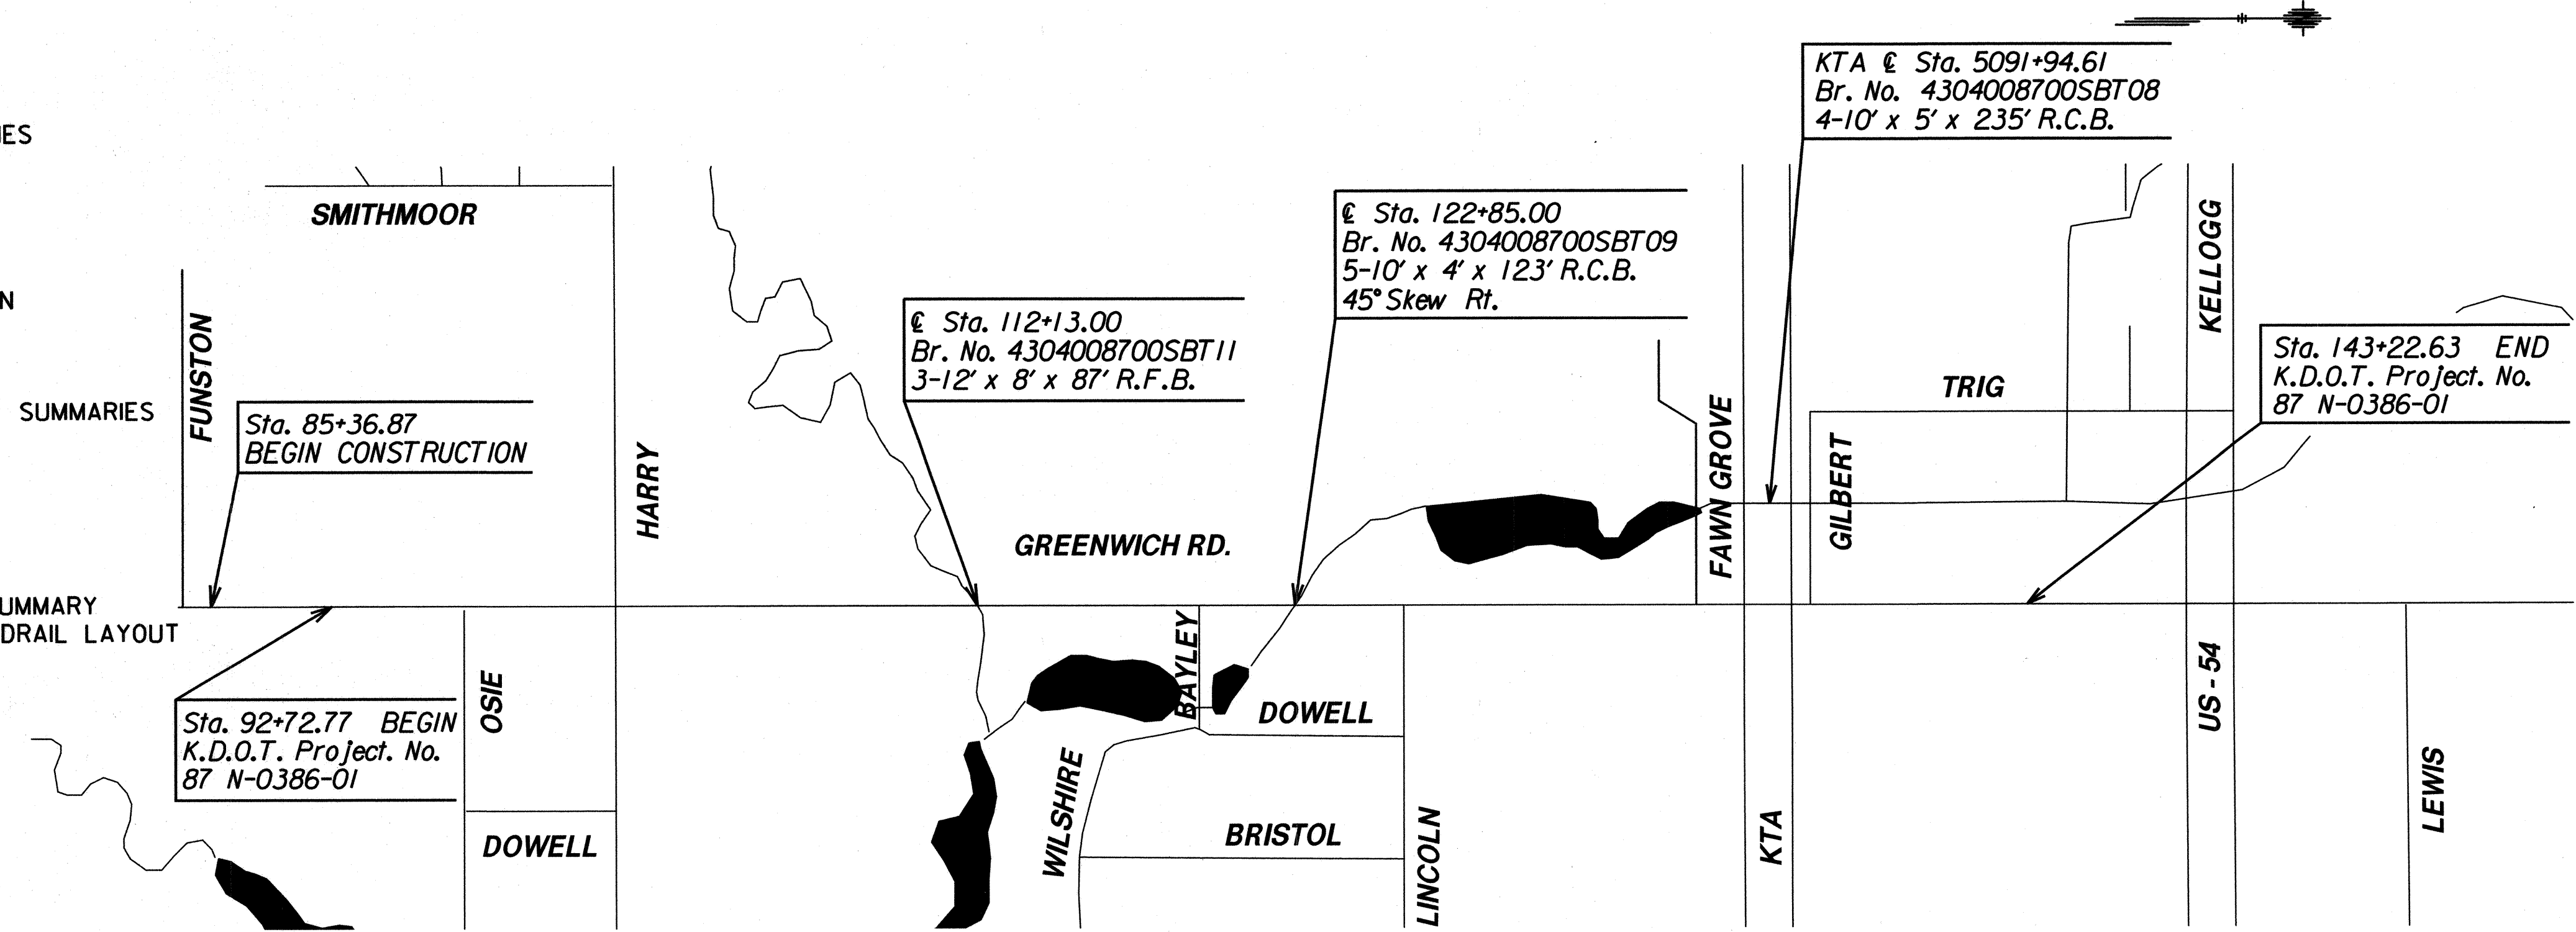 KTA ℄ Sta. 5091+94.61
Br. No. 4304008700SBT08
4-10' x 5' x 235' R.C.B.
SMITHMOOR
℄ Sta. 122+85.00
Br. No. 4304008700SBT09
5-10' x 4' x 123' R.C.B.
45° Skew Rt.
KELLOGG
℄ Sta. 112+13.00
Br. No. 4304008700SBT11
3-12' x 8' x 87' R.F.B.
Sta. 143+22.63 END
K.D.O.T. Project. No.
87 N-0386-01
FUNSTON
TRIG
SUMMARIES
Sta. 85+36.87
BEGIN CONSTRUCTION
HARRY
FAWN GROVE
GILBERT
GREENWICH RD.
UMMARY
DRAIL LAYOUT
IES
N
BAYLEY
OSIE
Sta. 92+72.77 BEGIN
K.D.O.T. Project. No.
87 N-0386-01
DOWELL
US-54
WILSHIRE
BRISTOL
LINCOLN
KTA
LEWIS
DOWELL